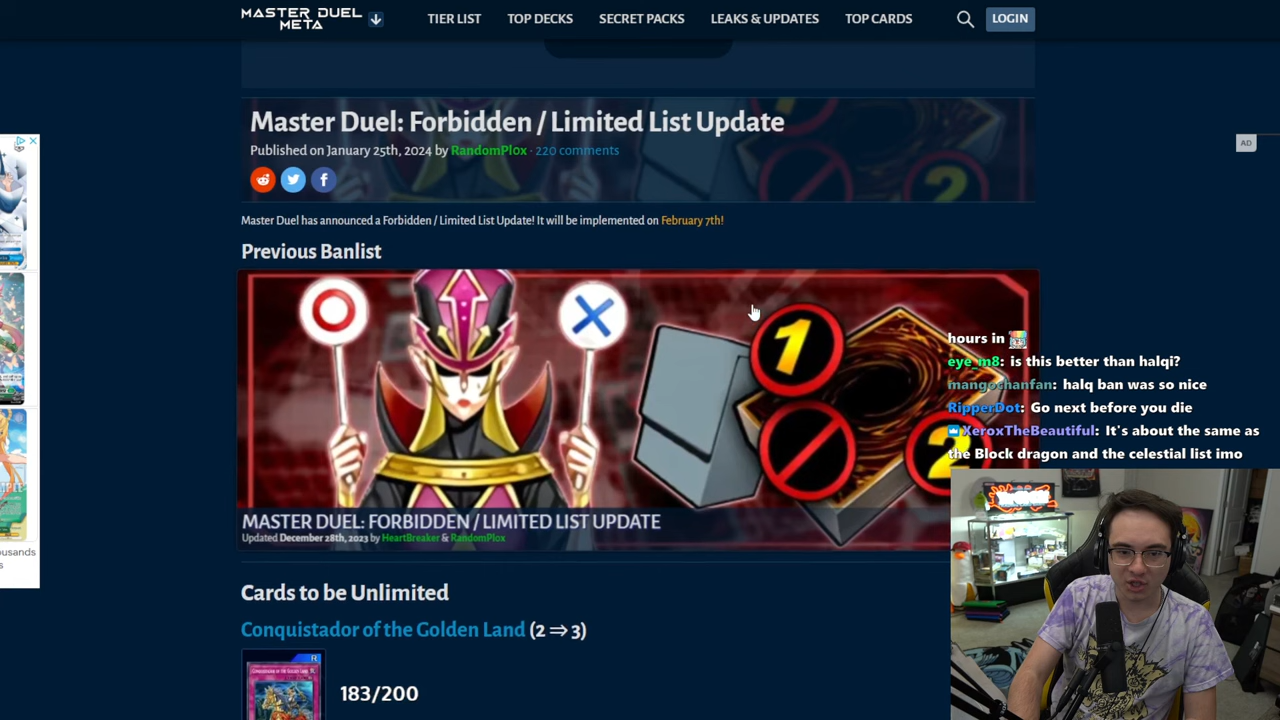 MASTER DUEL
META
TIER LIST
TOP DECKS
SECRET PACKS
LEAKS & UPDATES
TOP CARDS
LOGIN
AD
Master Duel: Forbidden / Limited List Update
Published on January 25th, 2024 by RandomPl0x · 220 comments
Master Duel has announced a Forbidden / Limited List Update! It will be implemented on February 7th!
Previous Banlist
1
2
MASTER DUEL: FORBIDDEN / LIMITED LIST UPDATE
Updated December 28th, 2023 by HeartBreaker & RandomPl0x
hours in
eye_m8: is this better than halqi?
mangochanfan: halq ban was so nice
RipperDot: Go next before you die
XeroxTheBeautiful: It's about the same as
the Block dragon and the celestial list imo
ousands
s
Cards to be Unlimited
Conquistador of the Golden Land (2 ⇒ 3)
R
183/200